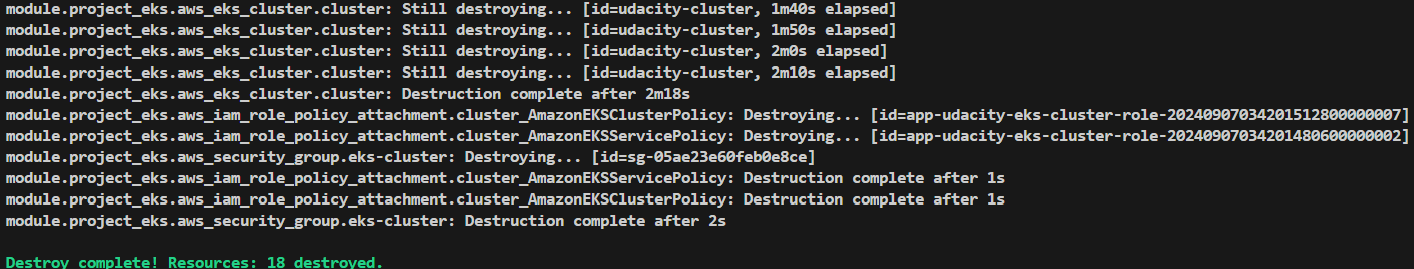 module.project_eks.aws_eks_cluster.cluster: Still destroying... [id=udacity-cluster, 1m40s elapsed]
module.project_eks.aws_eks_cluster.cluster: Still destroying... [id=udacity-cluster, 1m50s elapsed]
module.project_eks.aws_eks_cluster.cluster: Still destroying... [id=udacity-cluster, 2m0s elapsed]
module.project_eks.aws_eks_cluster.cluster: Still destroying... [id=udacity-cluster, 2m10s elapsed]
module.project_eks.aws_eks_cluster.cluster: Destruction complete after 2m18s
module.project_eks.aws_iam_role_policy_attachment.cluster_AmazonEKSClusterPolicy: Destroying... [id=app-udacity-eks-cluster-role-20240907034201512800000007]
module.project_eks.aws_iam_role_policy_attachment.cluster_AmazonEKSServicePolicy: Destroying... [id=app-udacity-eks-cluster-role-20240907034201480600000002]
module.project_eks.aws_security_group.eks-cluster: Destroying... [id=sg-05ae23e60feb0e8ce]
module.project_eks.aws_iam_role_policy_attachment.cluster_AmazonEKSServicePolicy: Destruction complete after 1s
module.project_eks.aws_iam_role_policy_attachment.cluster_AmazonEKSClusterPolicy: Destruction complete after 1s
module.project_eks.aws_security_group.eks-cluster: Destruction complete after 2s
Destroy complete! Resources: 18 destroyed.